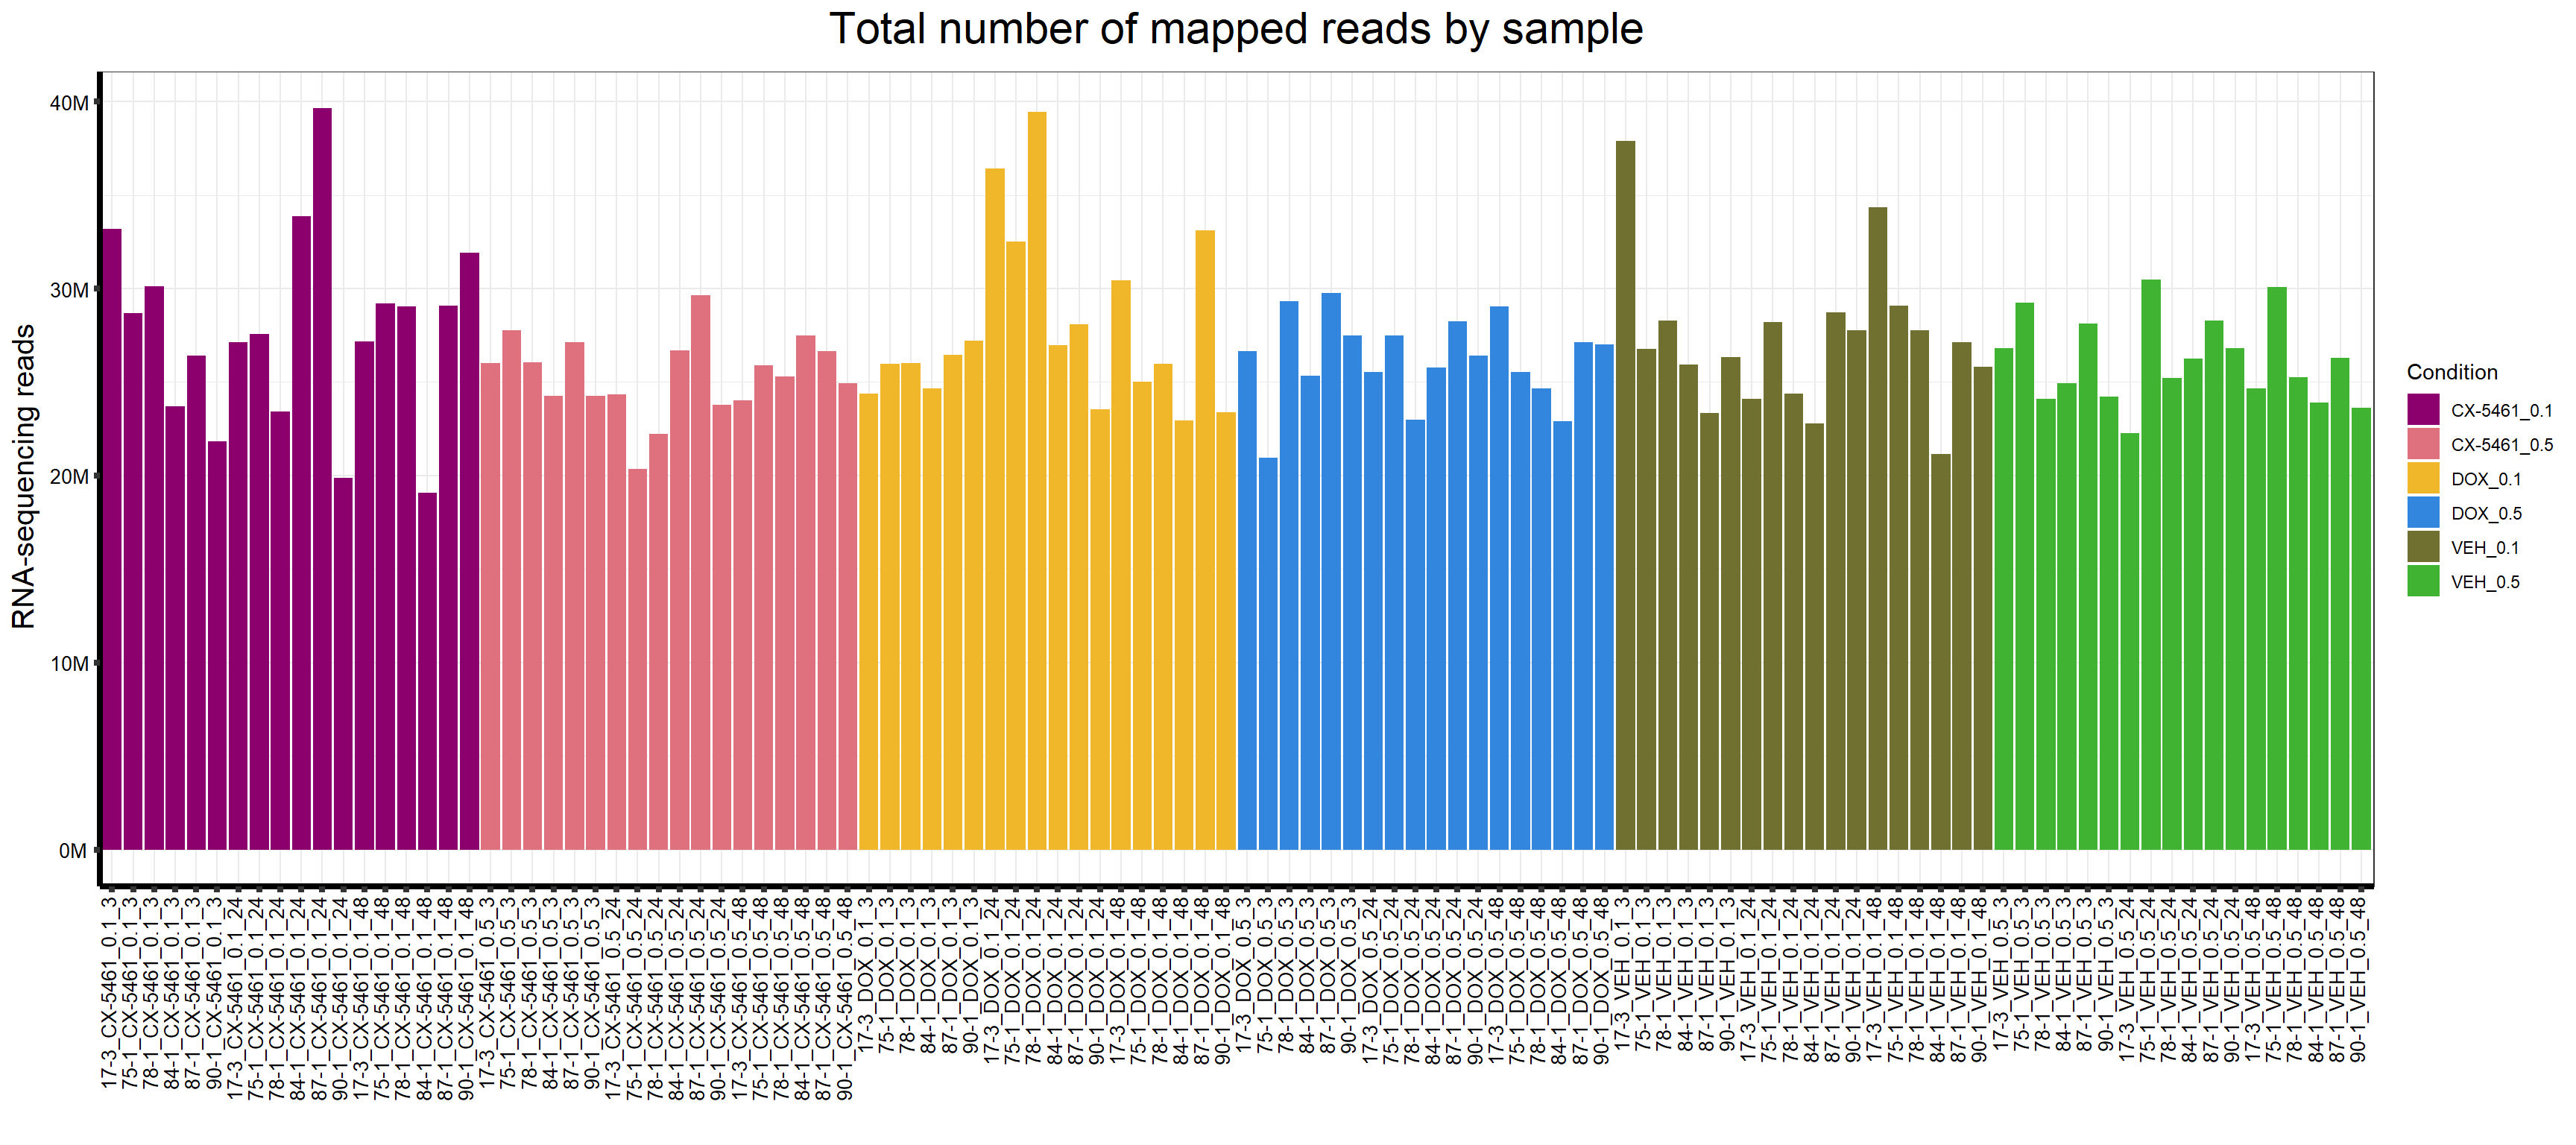 Total number of mapped reads by sample
RNA-sequencing reads
40M
30M
20M
10M
0M
17-3_CX-5461_0.1_3
75-1_CX-5461_0.1_3
78-1_CX-5461_0.1_3
84-1_CX-5461_0.1_3
87-1_CX-5461_0.1_3
90-1_CX-5461_0.1_3
17-3_CX-5461_0.1_24
75-1_CX-5461_0.1_24
78-1_CX-5461_0.1_24
84-1_CX-5461_0.1_24
87-1_CX-5461_0.1_24
90-1_CX-5461_0.1_24
17-3_CX-5461_0.1_48
75-1_CX-5461_0.1_48
78-1_CX-5461_0.1_48
84-1_CX-5461_0.1_48
87-1_CX-5461_0.1_48
90-1_CX-5461_0.1_48
17-3_CX-5461_0.5_3
75-1_CX-5461_0.5_3
78-1_CX-5461_0.5_3
84-1_CX-5461_0.5_3
87-1_CX-5461_0.5_3
90-1_CX-5461_0.5_3
17-3_CX-5461_0.5_24
75-1_CX-5461_0.5_24
78-1_CX-5461_0.5_24
84-1_CX-5461_0.5_24
87-1_CX-5461_0.5_24
90-1_CX-5461_0.5_24
17-3_CX-5461_0.5_48
75-1_CX-5461_0.5_48
78-1_CX-5461_0.5_48
84-1_CX-5461_0.5_48
87-1_CX-5461_0.5_48
90-1_CX-5461_0.5_48
17-3_DOX_0.1_3
75-1_DOX_0.1_3
78-1_DOX_0.1_3
84-1_DOX_0.1_3
87-1_DOX_0.1_3
90-1_DOX_0.1_3
17-3_DOX_0.1_24
75-1_DOX_0.1_24
78-1_DOX_0.1_24
84-1_DOX_0.1_24
87-1_DOX_0.1_24
90-1_DOX_0.1_24
17-3_DOX_0.1_48
75-1_DOX_0.1_48
78-1_DOX_0.1_48
84-1_DOX_0.1_48
87-1_DOX_0.1_48
90-1_DOX_0.1_48
17-3_DOX_0.5_3
75-1_DOX_0.5_3
78-1_DOX_0.5_3
84-1_DOX_0.5_3
87-1_DOX_0.5_3
90-1_DOX_0.5_3
17-3_DOX_0.5_24
75-1_DOX_0.5_24
78-1_DOX_0.5_24
84-1_DOX_0.5_24
87-1_DOX_0.5_24
90-1_DOX_0.5_24
17-3_DOX_0.5_48
75-1_DOX_0.5_48
78-1_DOX_0.5_48
84-1_DOX_0.5_48
87-1_DOX_0.5_48
90-1_DOX_0.5_48
17-3_VEH_0.1_3
75-1_VEH_0.1_3
78-1_VEH_0.1_3
84-1_VEH_0.1_3
87-1_VEH_0.1_3
90-1_VEH_0.1_3
17-3_VEH_0.1_24
75-1_VEH_0.1_24
78-1_VEH_0.1_24
84-1_VEH_0.1_24
87-1_VEH_0.1_24
90-1_VEH_0.1_24
17-3_VEH_0.1_48
75-1_VEH_0.1_48
78-1_VEH_0.1_48
84-1_VEH_0.1_48
87-1_VEH_0.1_48
90-1_VEH_0.1_48
17-3_VEH_0.5_3
75-1_VEH_0.5_3
78-1_VEH_0.5_3
84-1_VEH_0.5_3
87-1_VEH_0.5_3
90-1_VEH_0.5_3
17-3_VEH_0.5_24
75-1_VEH_0.5_24
78-1_VEH_0.5_24
84-1_VEH_0.5_24
87-1_VEH_0.5_24
90-1_VEH_0.5_24
17-3_VEH_0.5_48
75-1_VEH_0.5_48
78-1_VEH_0.5_48
84-1_VEH_0.5_48
87-1_VEH_0.5_48
90-1_VEH_0.5_48
Condition
CX-5461_0.1
CX-5461_0.5
DOX_0.1
DOX_0.5
VEH_0.1
VEH_0.5